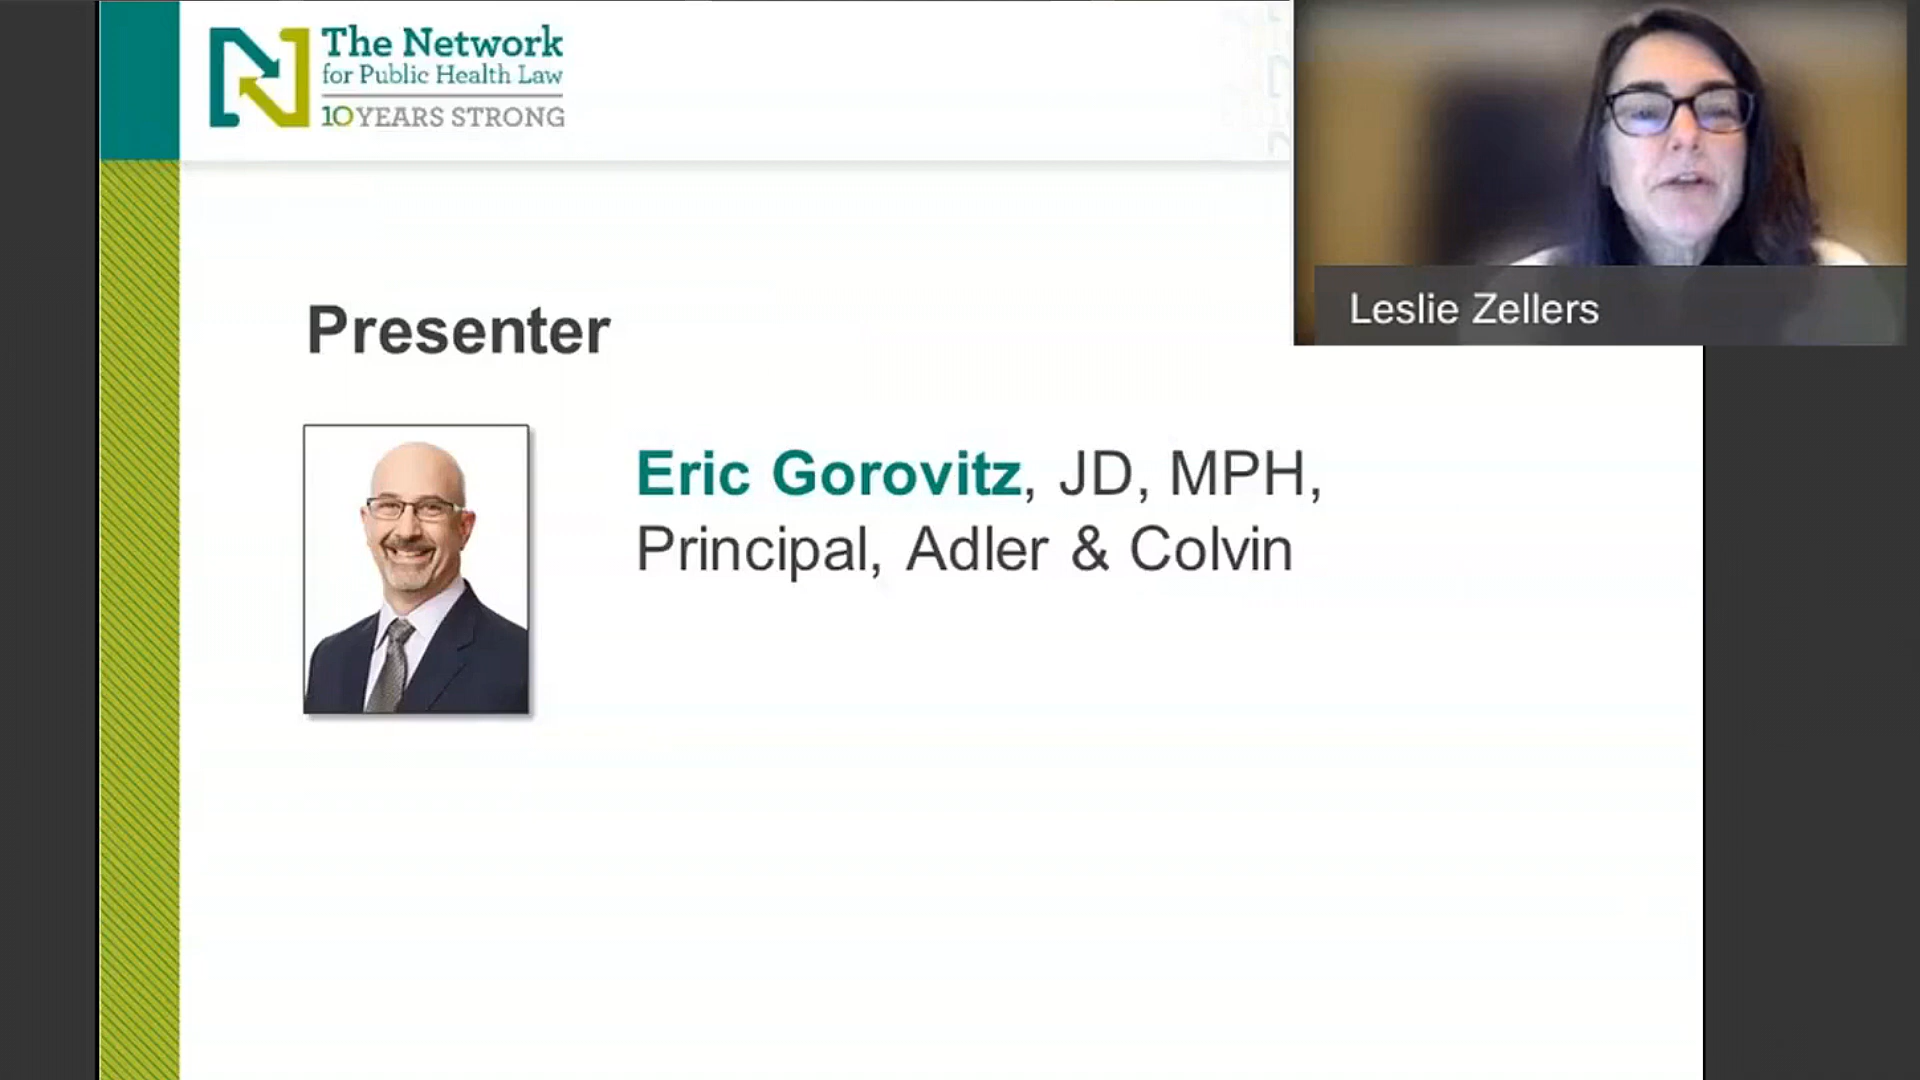 The Network
for Public Health Law
10 YEARS STRONG
Leslie Zellers
Presenter
Eric Gorovitz, JD, MPH,
Principal, Adler & Colvin